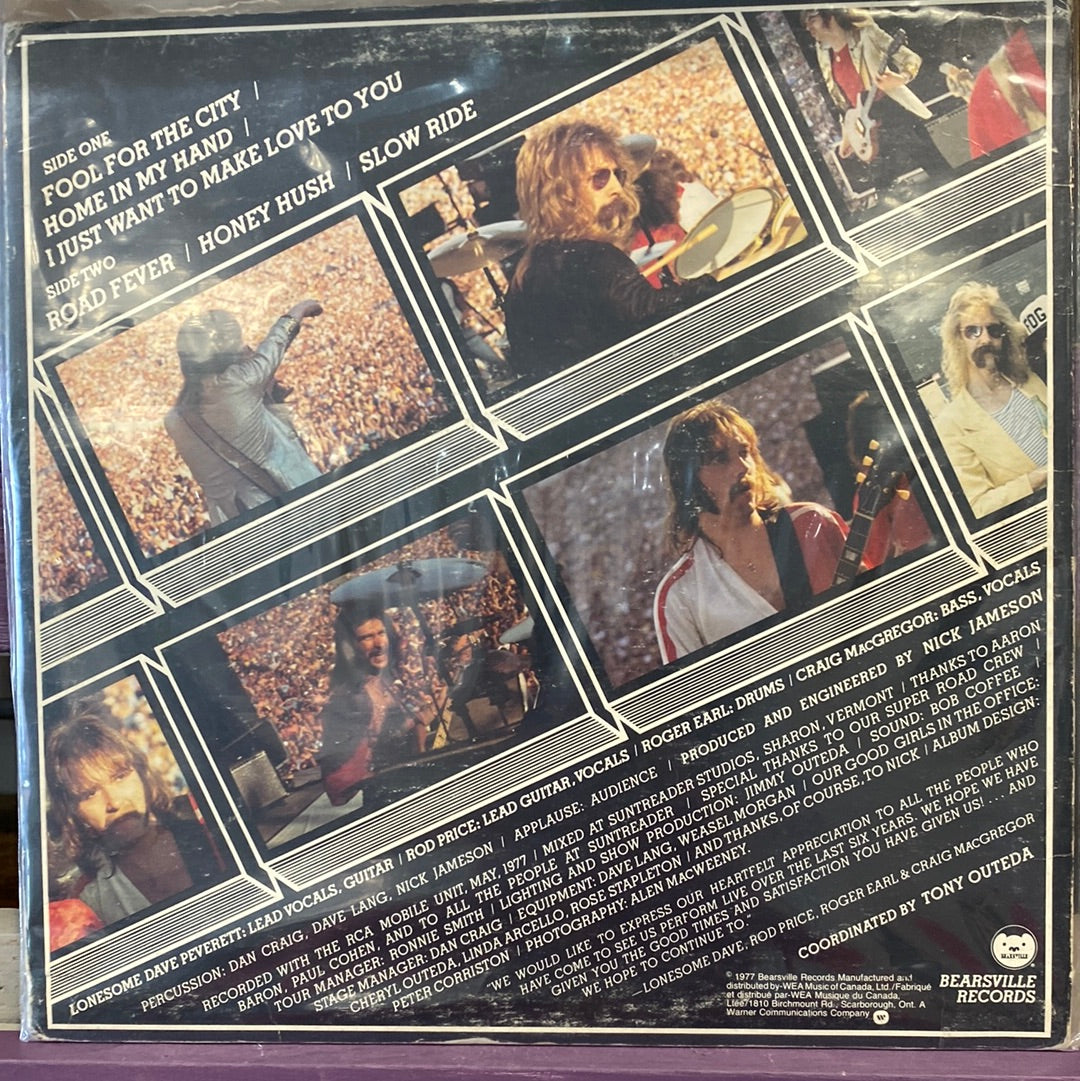 SIDE ONE
FOOL FOR THE CITY |
HOME IN MY HAND |
I JUST WANT TO MAKE LOVE TO YOU
SIDE TWO
ROAD FEVER | HONEY HUSH | SLOW RIDE
FOG
LONESOME DAVE PEVERETT: LEAD VOCALS, GUITAR | ROD PRICE: LEAD GUITAR, VOCALS | ROGER EARL: DRUMS | CRAIG MACGREGOR: BASS, VOCALS
PERCUSSION: DAN CRAIG, DAVE LANG, NICK JAMESON | APPLAUSE: AUDIENCE | PRODUCED AND ENGINEERED BY NICK JAMESON
RECORDED WITH THE RCA MOBILE UNIT, MAY, 1977 | MIXED AT SUNTREADER STUDIOS, SHARON, VERMONT | THANKS TO AARON
BARON, PAUL COHEN, AND TO ALL THE PEOPLE AT SUNTREADER | SPECIAL THANKS TO OUR SUPER ROAD CREW |
TOUR MANAGER: RONNIE SMITH | LIGHTING AND SHOW PRODUCTION: JIMMY OUTEDA | SOUND: BOB COFFEE |
STAGE MANAGER: DAN CRAIG | EQUIPMENT: DAVE LANG, WEASEL MORGAN | OUR GOOD GIRLS IN THE OFFICE:
CHERYL OUTEDA, LINDA ARCELLO, ROSE STAPLETON | AND THANKS, OF COURSE, TO NICK | ALBUM DESIGN:
PETER CORRISTON | PHOTOGRAPHY: ALLEN MACWEENEY.
"WE WOULD LIKE TO EXPRESS OUR HEARTFELT APPRECIATION TO ALL THE PEOPLE WHO
HAVE COME TO SEE US PERFORM LIVE OVER THE LAST SIX YEARS. WE HOPE WE HAVE
GIVEN YOU THE GOOD TIMES AND SATISFACTION YOU HAVE GIVEN US! ... AND
WE HOPE TO CONTINUE TO."
—LONESOME DAVE, ROD PRICE, ROGER EARL & CRAIG MACGREGOR
COORDINATED BY TONY OUTEDA
© 1977 Bearsville Records Manufactured and
distributed by-WEA Music of Canada, Ltd./Fabriqué
et distribué par-WEA Musique du Canada,
Ltée/1810 Birchmount Rd., Scarborough, Ont. A
Warner Communications Company
BEARSVILLE
BEARSVILLE
RECORDS